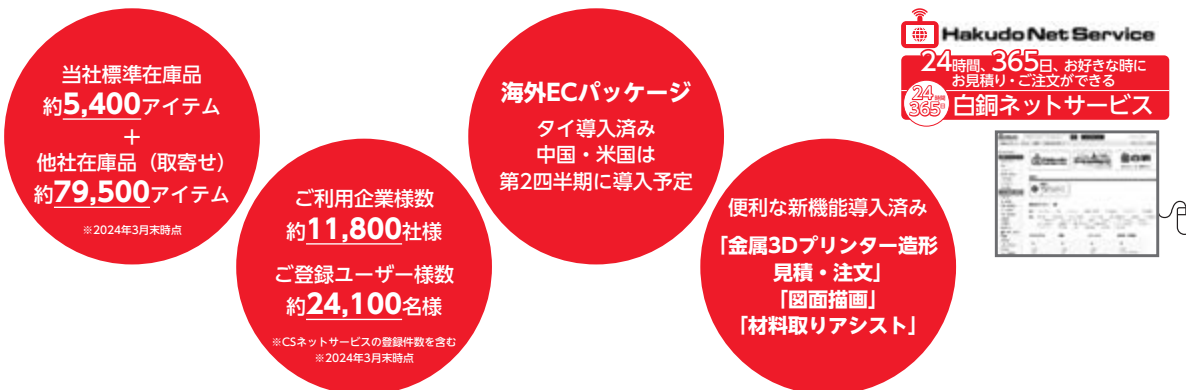 当社標準在庫品
約5,400アイテム
＋
他社在庫品（取寄せ）
約79,500アイテム
※2024年3月末時点
ご利用企業様数
約11,800社様
ご登録ユーザー様数
約24,100名様
※CSネットサービスの登録件数を含む
※2024年3月末時点
海外ECパッケージ
タイ導入済み
中国・米国は
第2四半期に導入予定
便利な新機能導入済み
「金属3Dプリンター造形
見積・注文」
「図面描画」
「材料取りアシスト」
Hakudo Net Service
24時間、365日、お好きな時に
お見積り・ご注文ができる
24時間
365日
白銅ネットサービス